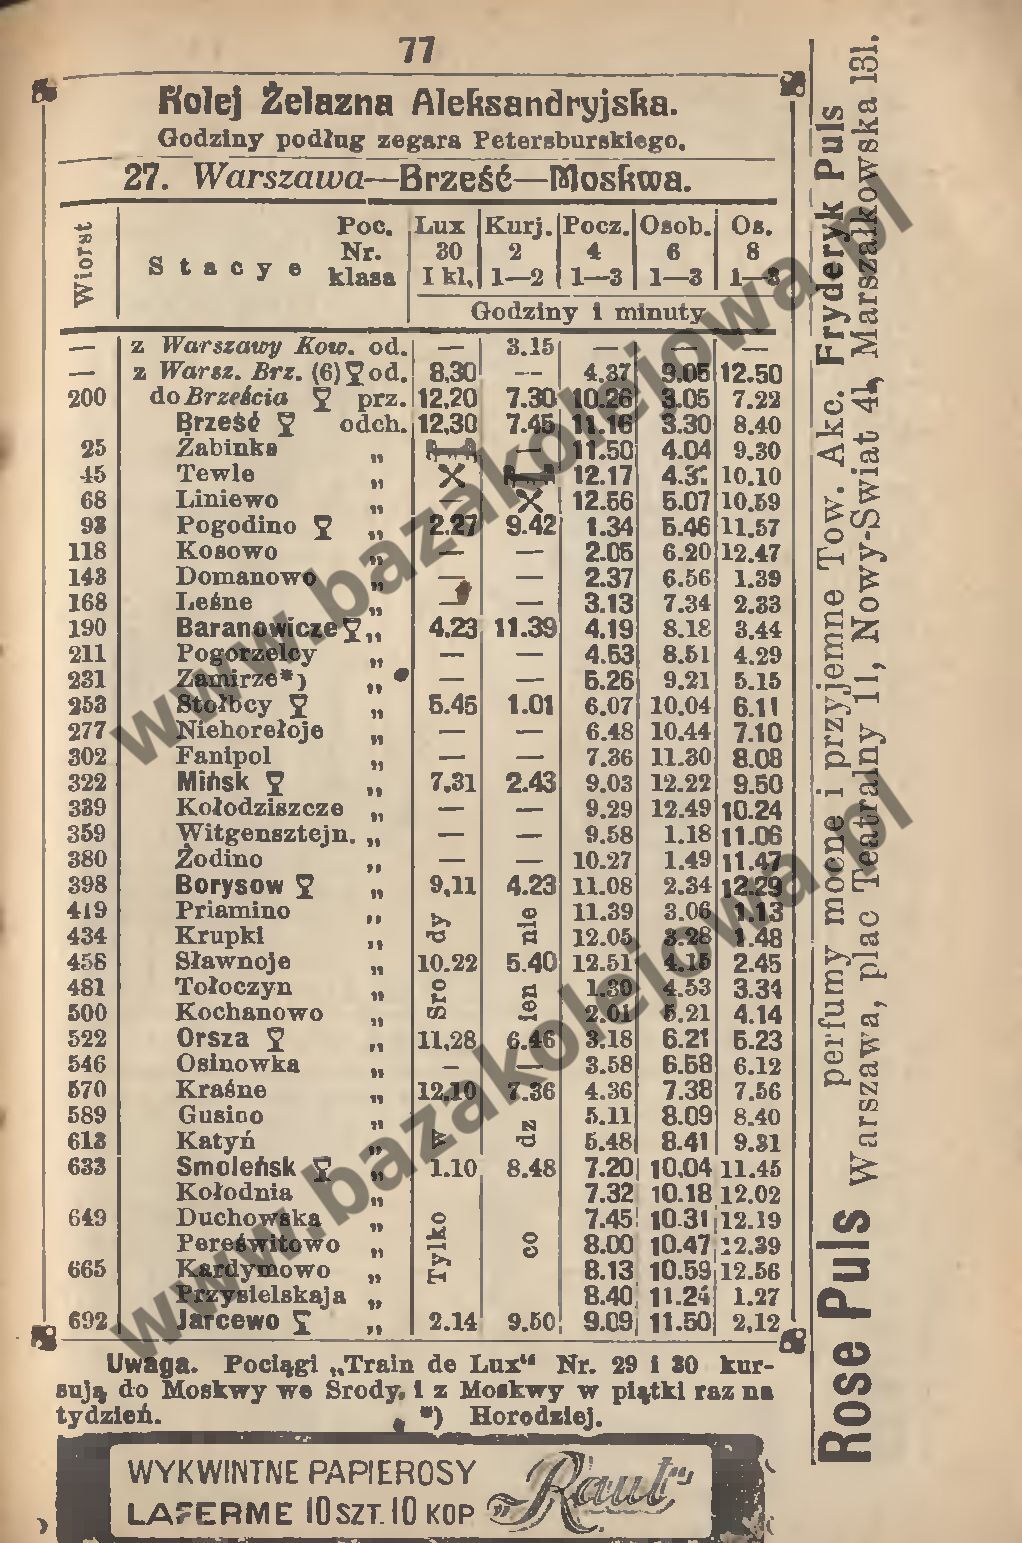 77
Kolej Żelazna Aleksandryjska.
Godziny podług zegara Petersburskiego.
27. Warszawa—Brześć—Moskwa.
Wiorst Stacye Poc. Lux Kurj. Pocz. Osob. Os.
Nr. 30 2 4 6 8
klasa I kl. 1—2 1—3 1—3 1—3
Godziny i minuty
— z Warszawy Kow. od. — 3.15 — — —
— z Warsz. Brz. (6) od. 8.30 — 4.37 9.05 12.50
200 do Brześcia prz. 12.20 7.30 10.26 3.05 7.22
Brześć odch. 12.30 7.45 11.16 3.30 8.40
25 Żabinka „ — 11.50 4.04 9.30
45 Tewle „ 12.17 10.10
68 Liniewo „ — 12.56 5.07 10.59
93 Pogodino „ 2.27 9.42 1.34 5.46 11.57
118 Kosowo „ — — 2.05 6.20 12.47
143 Domanowo „ — — 2.37 6.56 1.39
168 Leśne „ — — 3.13 7.34 2.33
190 Baranowicze „ 4.23 11.39 4.19 8.18 3.44
211 Pogorzelcy „ — — 4.53 8.51 4.29
231 Zamirze*) „ — — 5.26 9.21 5.15
253 Stołbcy „ 5.45 1.01 6.07 10.04 6.11
277 Niehorełoje „ — — 6.48 10.44 7.10
302 Fanipol „ — — 7.36 11.30 8.08
322 Mińsk „ 7.31 2.43 9.03 12.22 9.50
339 Kołodziszcze „ — — 9.29 12.49 10.24
359 Witgensztejn. „ — — 9.58 1.18 11.06
380 Żodino „ — — 10.27 1.49 11.47
398 Borysow „ 9.11 4.23 11.08 2.34 12.29
419 Priamino „ 11.39 3.06 1.13
434 Krupki „ 12.05 3.28 1.48
458 Sławnoje „ 10.22 5.40 12.51 4.15 2.45
481 Tołoczyn „ 1.30 4.53 3.34
500 Kochanowo „ 2.01 5.21 4.14
522 Orsza „ 11.28 6.46 3.18 6.21 5.23
546 Osinowka „ – — 3.58 6.58 6.12
570 Kraśne „ 12.10 7.36 4.36 7.38 7.56
589 Gusino „ 5.11 8.09 8.40
613 Katyń „ 5.48 8.41 9.31
633 Smoleńsk „ 1.10 8.48 7.20 10.04 11.45
Kołodnia „ 7.32 10.18 12.02
649 Duchowska „ 7.45 10.31 12.19
Pereświtowo „ 8.00 10.47 12.39
665 Kardymowo „ 8.13 10.59 12.56
Przysielskaja „ 8.40 11.24 1.27
692 Jarcewo „ 2.14 9.50 9.09 11.50 2.12
Tylko w Srody
co dzien nie
Uwaga. Pociągi „Train de Lux“ Nr. 29 i 30 kur-
sują do Moskwy we Srody, i z Moskwy w piątki raz na
tydzień. *) Horodziej.
WYKWINTNE PAPIEROSY
LAFERME 10 SZT. 10 KOP
„Raut“
Rose Puls perfumy mocne i przyjemne Tow. Akc. Fryderyk Puls
Warszawa, plac Teatralny 11, Nowy-Swiat 41, Marszałkowska 131.
www.bazakolejowa.pl
www.bazakolejowa.pl